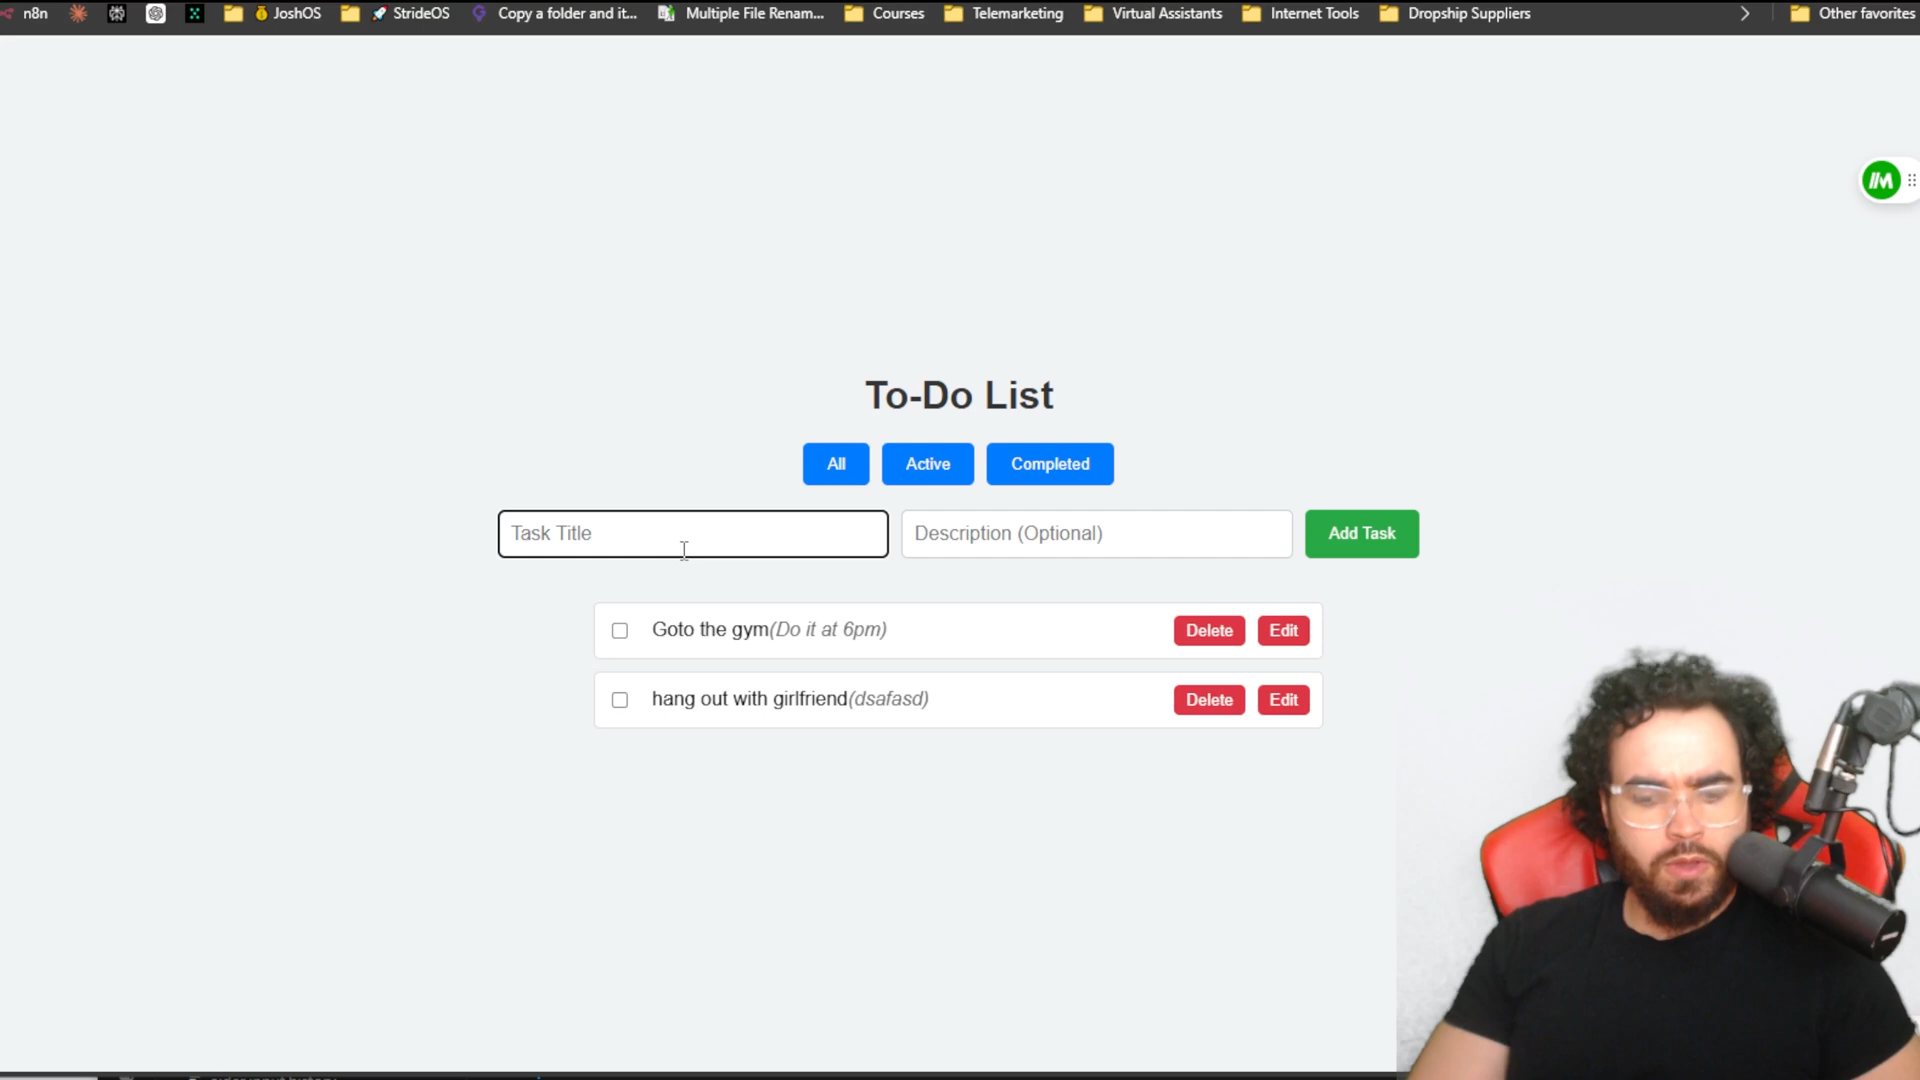 n8n JoshOS StrideOS Copy a folder and it... Multiple File Renam... Courses Telemarketing Virtual Assistants Internet Tools Dropship Suppliers Other favorites
To-Do List
All Active Completed
Task Title Description (Optional) Add Task
Goto the gym(Do it at 6pm) Delete Edit
hang out with girlfriend(dsafasd) Delete Edit